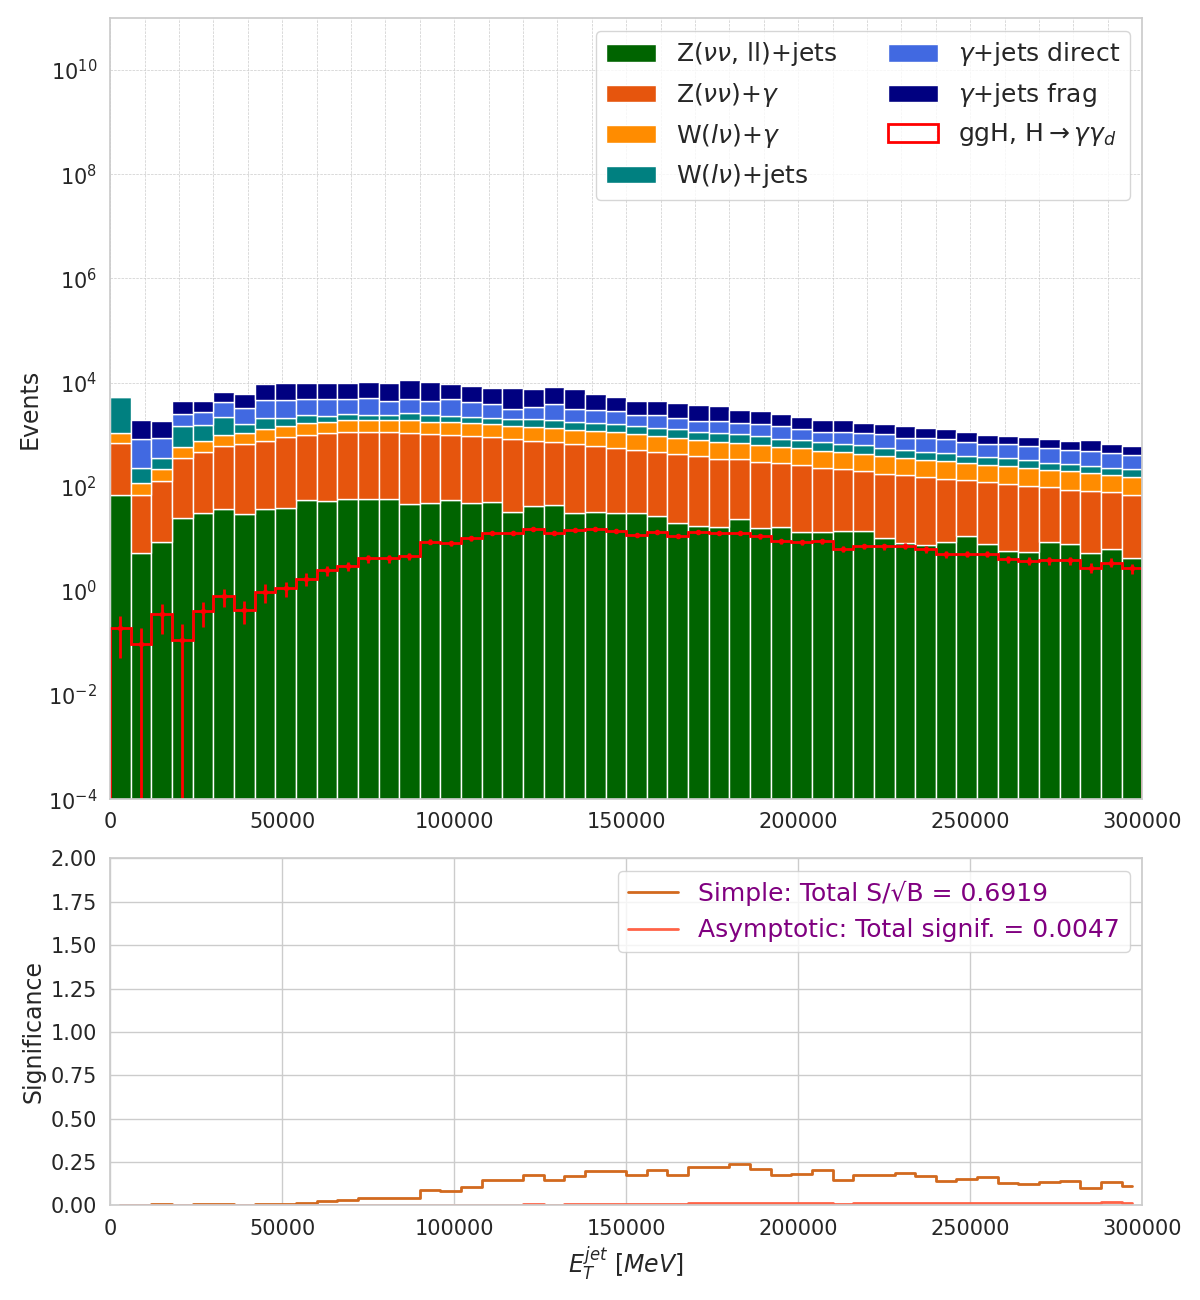 Z(νν, ll)+jets
Z(νν)+γ
W(lν)+γ
W(lν)+jets
γ+jets direct
γ+jets frag
ggH, H→γγ_d
Events
10^10
10^8
10^6
10^4
10^2
10^0
10^−2
10^−4
0 50000 100000 150000 200000 250000 300000
Simple: Total S/√B = 0.6919
Asymptotic: Total signif. = 0.0047
Significance
2.00
1.75
1.50
1.25
1.00
0.75
0.50
0.25
0.00
0 50000 100000 150000 200000 250000 300000
E_T^jet [MeV]